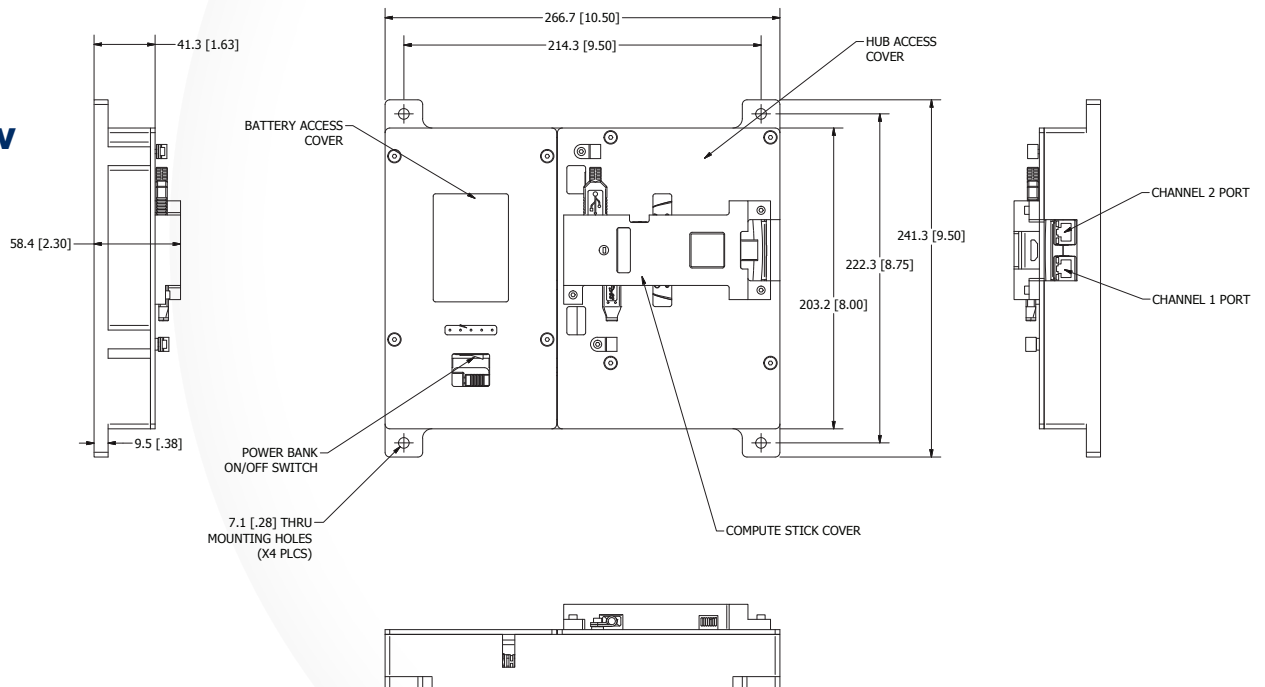 266.7 [10.50]
41.3 [1.63]
214.3 [9.50]
HUB ACCESS
COVER
BATTERY ACCESS
COVER
CHANNEL 2 PORT
58.4 [2.30]
241.3 [9.50]
222.3 [8.75]
203.2 [8.00]
CHANNEL 1 PORT
9.5 [.38]
POWER BANK
ON/OFF SWITCH
7.1 [.28] THRU
MOUNTING HOLES
(X4 PLCS)
COMPUTE STICK COVER